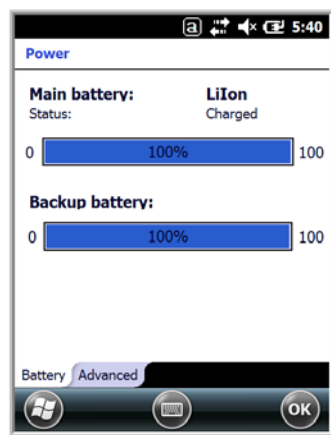 a 5:40
Power
Main battery: LiIon
Status: Charged
0 100% 100
Backup battery:
0 100% 100
Battery Advanced
OK